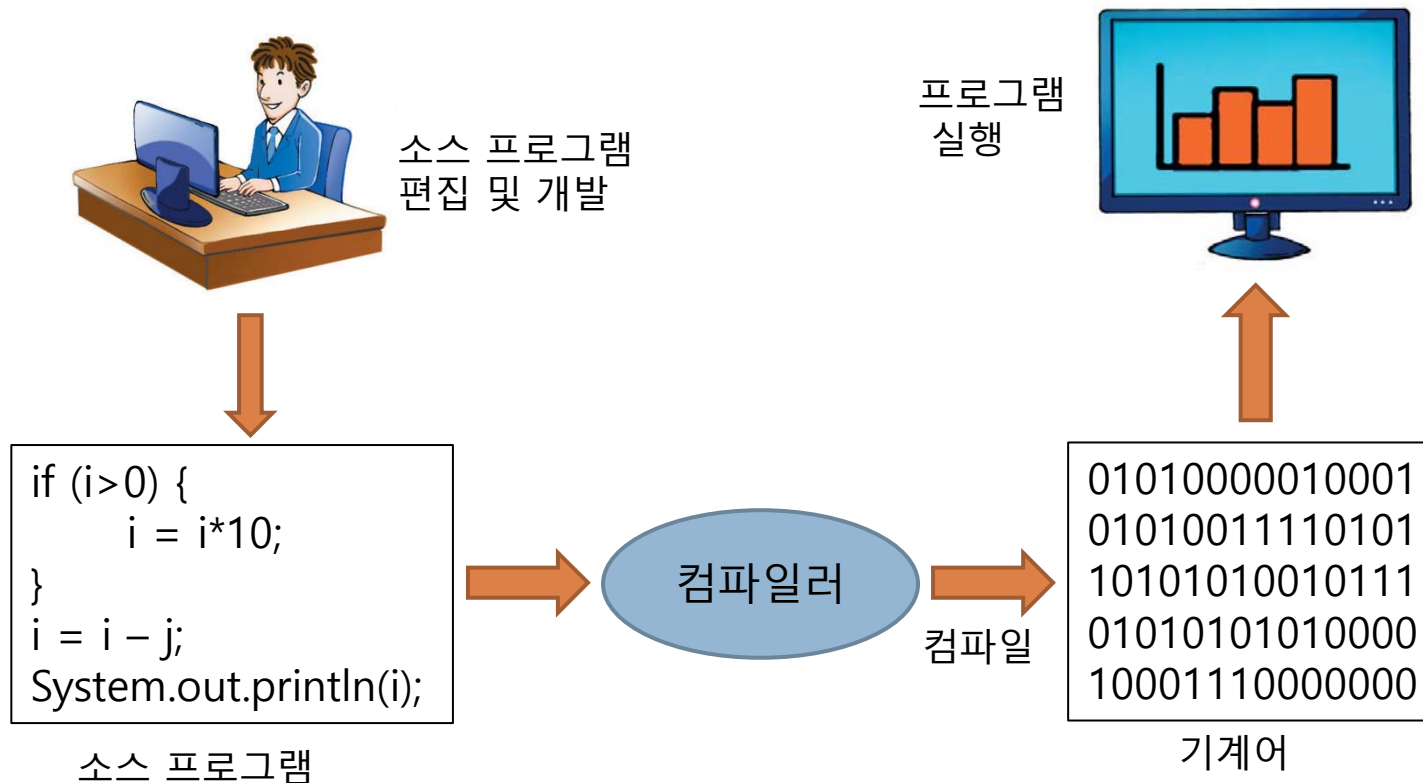 소스 프로그램
편집 및 개발
프로그램
실행
if (i>0) {
i = i*10;
}
i = i – j;
System.out.println(i);
소스 프로그램
컴파일러
컴파일
01010000010001
01010011110101
10101010010111
01010101010000
10001110000000
기계어